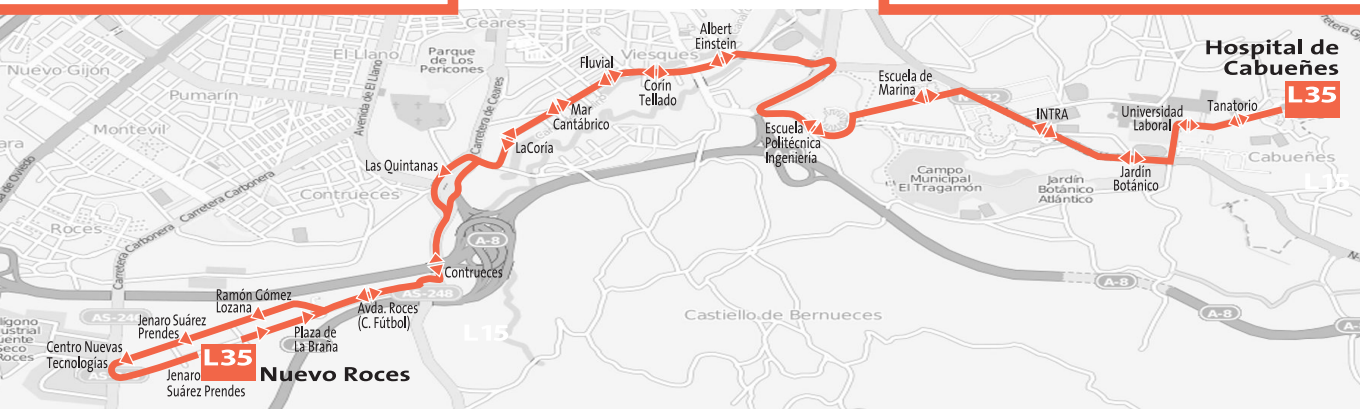 Ceares
Albert
Einstein
Hospital de
Cabueñes
L35
El Llano
Parque
de Los
Pericones
Viesques
Nuevo Gijón
Fluvial
Avenida de El Llano
Carretera de Ceares
Corín
Tellado
Escuela de
Marina
Pumarín
Mar
Cantábrico
INTRA
Universidad
Laboral
Tanatorio
Montevil
Escuela
Politécnica
Ingeniería
LaCoría
Las Quintanas
Cabueñes
Campo
Municipal
El Tragamón
Jardín
Botánico
Atlántico
Jardín
Botánico
L15
Contrueces
Carretera Carbonera
Roces
Carretera Carbonera
A-8
Contrueces
A-8
AS-248
Ramón Gómez
Lozana
Avda. Roces
(C. Fútbol)
Castiello de Bernueces
A-8
Jenaro Suárez
Prendes
Plaza de
La Braña
L15
Centro Nuevas
Tecnologías
L35
Nuevo Roces
Jenaro
Suárez Prendes